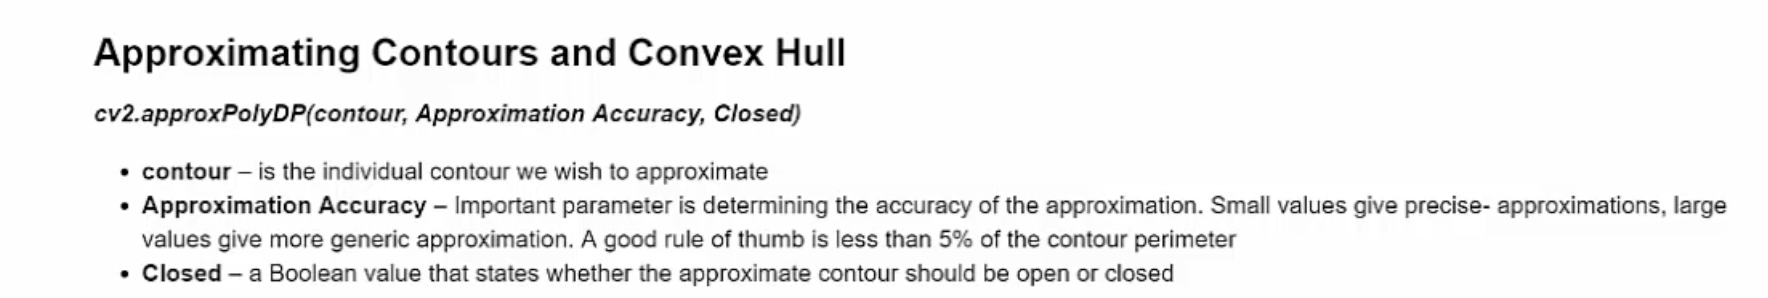 Approximating Contours and Convex Hull
cv2.approxPolyDP(contour, Approximation Accuracy, Closed)
• contour – is the individual contour we wish to approximate
• Approximation Accuracy – Important parameter is determining the accuracy of the approximation. Small values give precise- approximations, large
values give more generic approximation. A good rule of thumb is less than 5% of the contour perimeter
• Closed – a Boolean value that states whether the approximate contour should be open or closed